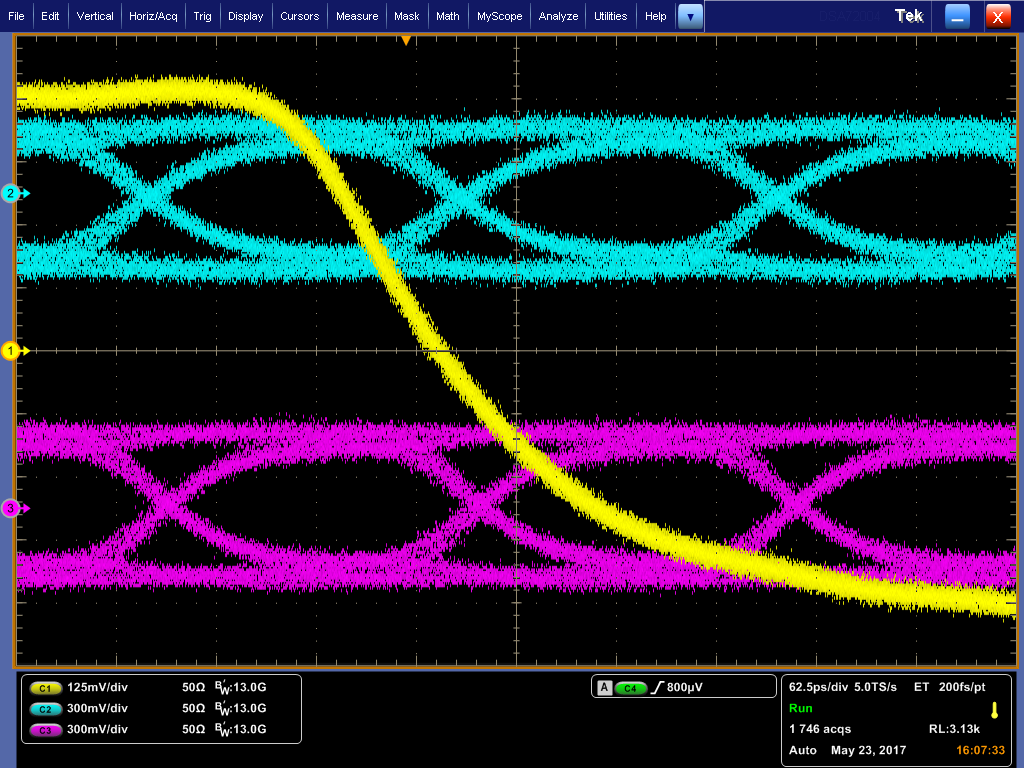 File Edit Vertical Horiz/Acq Trig Display Cursors Measure Mask Math MyScope Analyze Utilities Help Tek X
2
1
3
C1 125mV/div 50Ω BW:13.0G
C2 300mV/div 50Ω BW:13.0G
C3 300mV/div 50Ω BW:13.0G
A C4 800µV
62.5ps/div 5.0TS/s ET 200fs/pt
Run
1 746 acqs RL:3.13k
Auto May 23, 2017 16:07:33